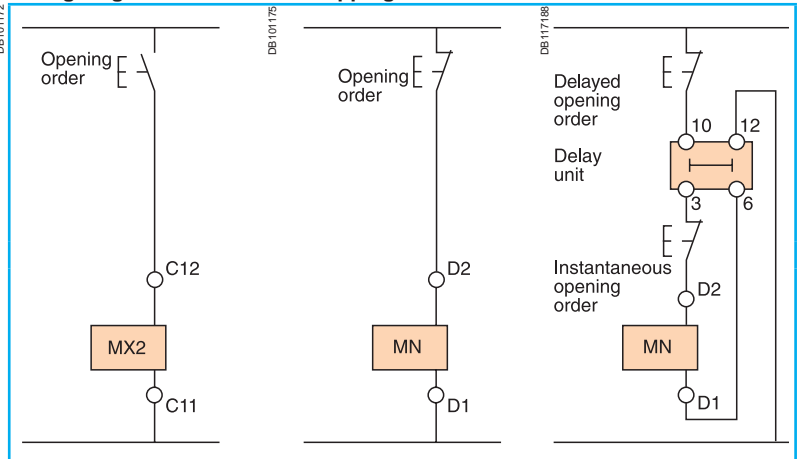 DB101175
DB117188
Opening
order
C12
MX2
C11
Opening
order
D2
MN
D1
Delayed
opening
order
10 12
Delay
unit
3 6
Instantaneous
opening
order
D2
MN
D1